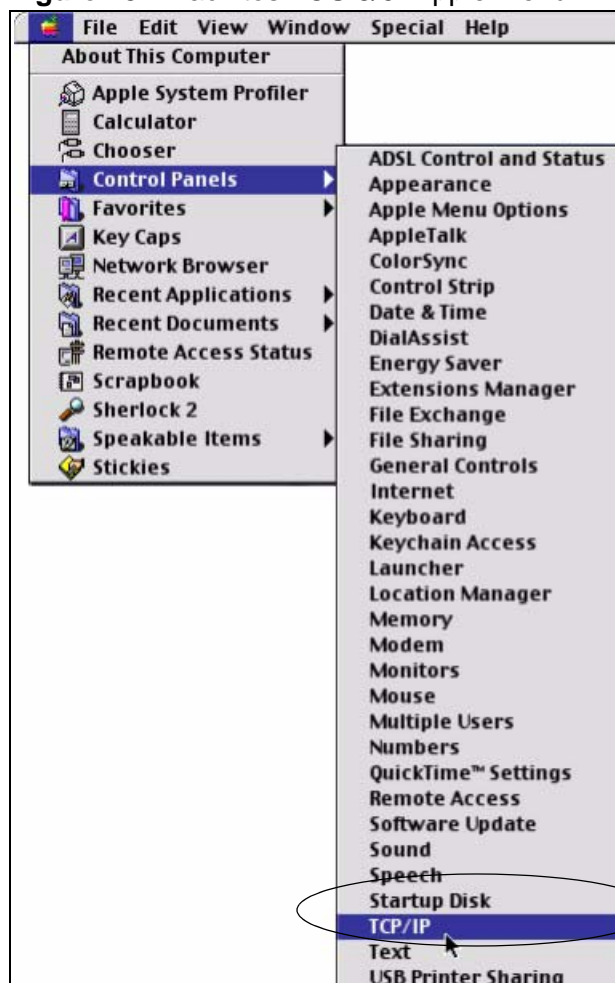 File Edit View Window Special Help
About This Computer
Apple System Profiler
Calculator
Chooser
Control Panels
Favorites
Key Caps
Network Browser
Recent Applications
Recent Documents
Remote Access Status
Scrapbook
Sherlock 2
Speakable Items
Stickies
ADSL Control and Status
Appearance
Apple Menu Options
AppleTalk
ColorSync
Control Strip
Date & Time
DialAssist
Energy Saver
Extensions Manager
File Exchange
File Sharing
General Controls
Internet
Keyboard
Keychain Access
Launcher
Location Manager
Memory
Modem
Monitors
Mouse
Multiple Users
Numbers
QuickTime™ Settings
Remote Access
Software Update
Sound
Speech
Startup Disk
TCP/IP
Text
USB Printer Sharing